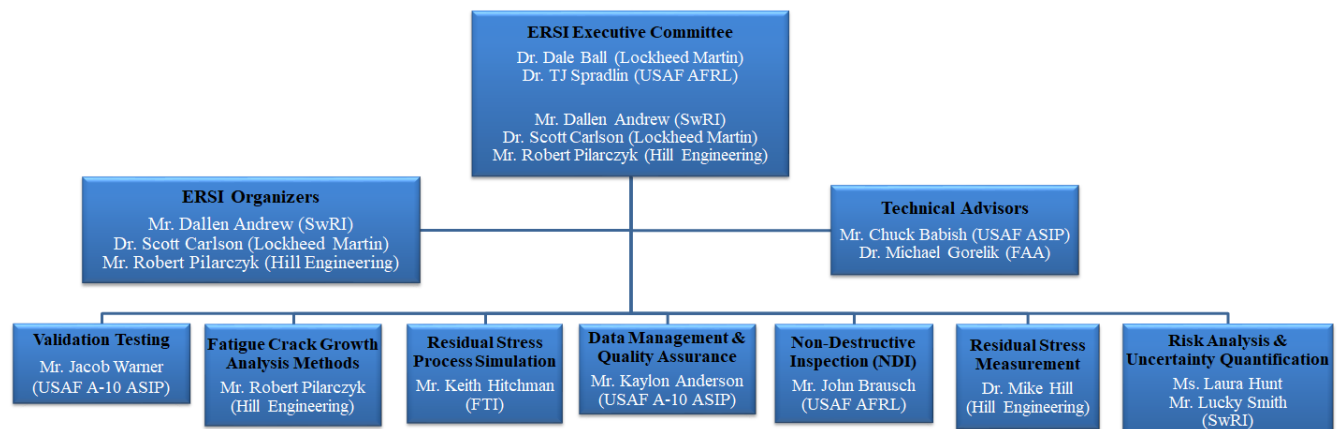 ERSI Executive Committee
Dr. Dale Ball (Lockheed Martin)
Dr. TJ Spradlin (USAF AFRL)
Mr. Dallen Andrew (SwRI)
Dr. Scott Carlson (Lockheed Martin)
Mr. Robert Pilarczyk (Hill Engineering)
ERSI Organizers
Mr. Dallen Andrew (SwRI)
Dr. Scott Carlson (Lockheed Martin)
Mr. Robert Pilarczyk (Hill Engineering)
Technical Advisors
Mr. Chuck Babish (USAF ASIP)
Dr. Michael Gorelik (FAA)
Validation Testing
Mr. Jacob Warner
(USAF A-10 ASIP)
Fatigue Crack Growth
Analysis Methods
Mr. Robert Pilarczyk
(Hill Engineering)
Residual Stress
Process Simulation
Mr. Keith Hitchman
(FTI)
Data Management &
Quality Assurance
Mr. Kaylon Anderson
(USAF A-10 ASIP)
Non-Destructive
Inspection (NDI)
Mr. John Brausch
(USAF AFRL)
Residual Stress
Measurement
Dr. Mike Hill
(Hill Engineering)
Risk Analysis &
Uncertainty Quantification
Ms. Laura Hunt
Mr. Lucky Smith
(SwRI)